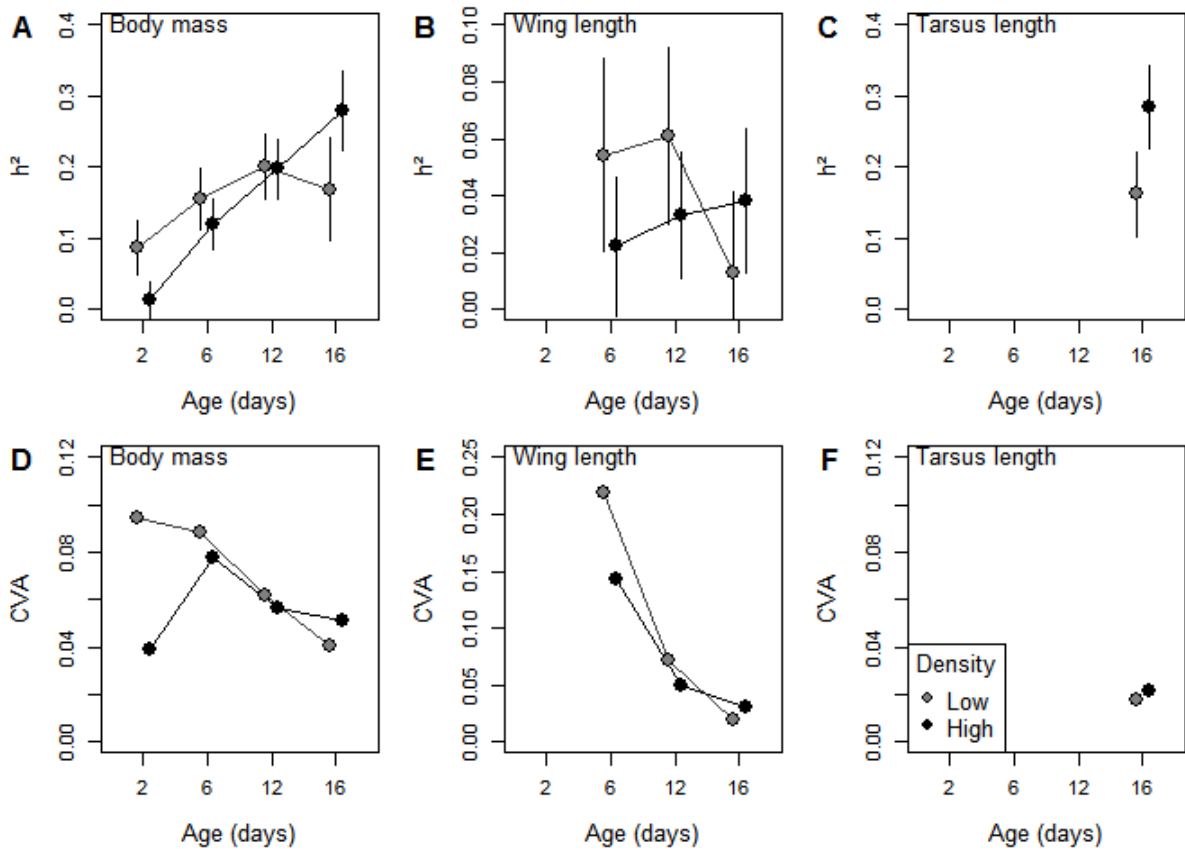 A
Body mass
h²
0.0
0.1
0.2
0.3
0.4
2 6 12 16
Age (days)
B
Wing length
h²
0.00
0.02
0.04
0.06
0.08
0.10
2 6 12 16
Age (days)
C
Tarsus length
h²
0.0
0.1
0.2
0.3
0.4
2 6 12 16
Age (days)
D
Body mass
CVA
0.00
0.04
0.08
0.12
2 6 12 16
Age (days)
E
Wing length
CVA
0.00
0.05
0.10
0.15
0.20
0.25
2 6 12 16
Age (days)
F
Tarsus length
CVA
0.00
0.04
0.08
0.12
Density
Low
High
2 6 12 16
Age (days)